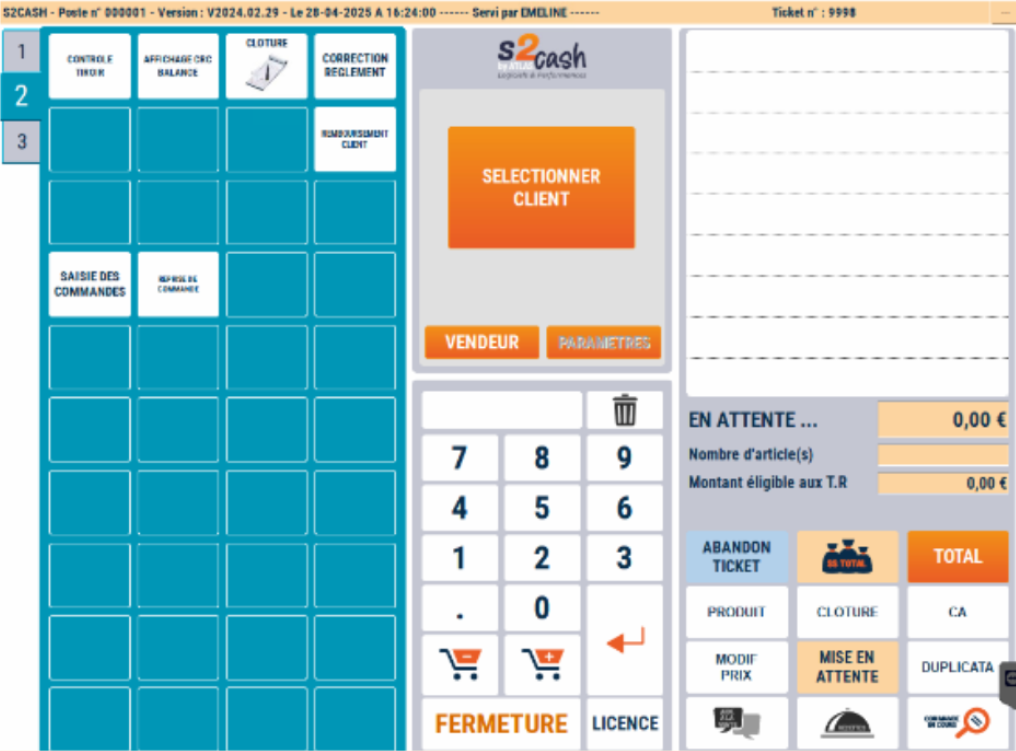 S2CASH - Poste n° 000001 - Version : V2024.02.29 - Le 28-04-2025 A 16:24:00 ------ Servi par EMELINE ------
Ticket n° : 9998
1
2
3
CONTROLE
TIROIR
AFFICHAGE CRC
BALANCE
CLOTURE
CORRECTION
REGLEMENT
REMBOURSEMENT
CLIENT
SAISIE DES
COMMANDES
REPRISE DE
COMMANDE
S2cash
by ATLAS
Logiciels & Performances
SELECTIONNER
CLIENT
VENDEUR
PARAMETRES
7
8
9
4
5
6
1
2
3
.
0
-
+
FERMETURE
LICENCE
EN ATTENTE ...
0,00 €
Nombre d'article(s)
Montant éligible aux T.R
0,00 €
ABANDON
TICKET
SS TOTAL
TOTAL
PRODUIT
CLOTURE
CA
MODIF
PRIX
MISE EN
ATTENTE
DUPLICATA
COMMANDE
EN COURS